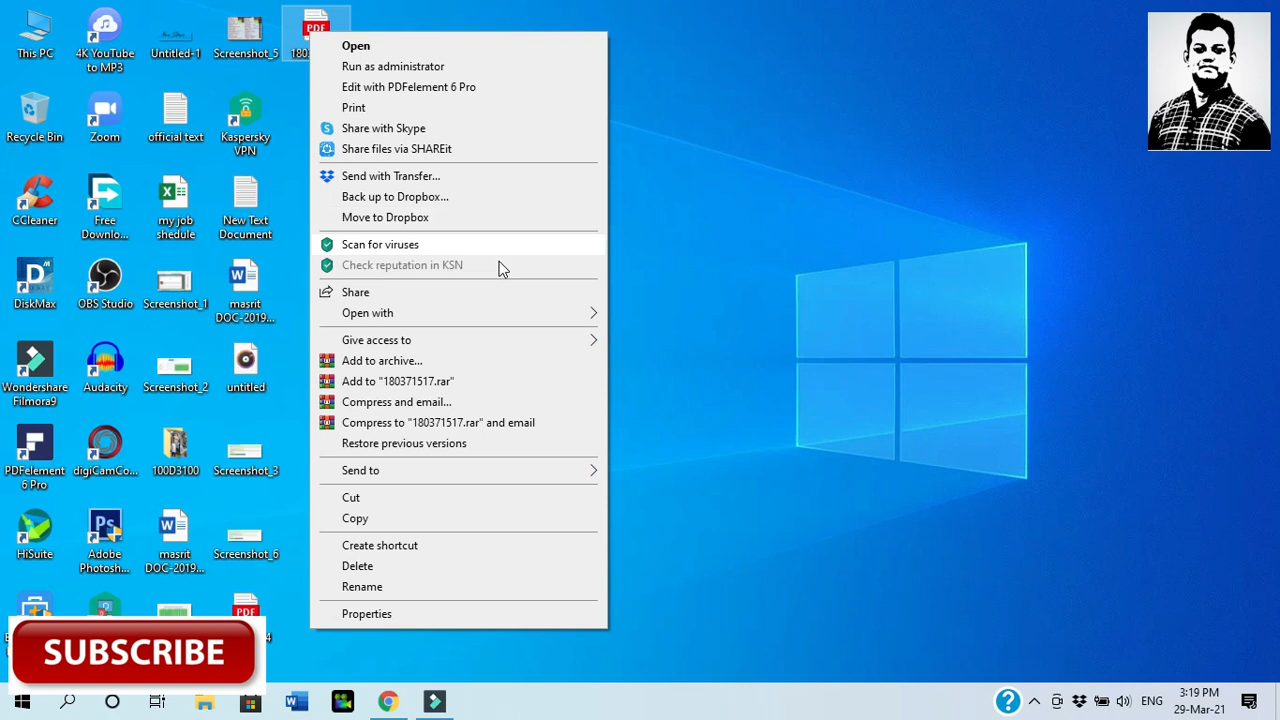 This PC
4K YouTube
to MP3
Untitled-1
Screenshot_5
PDF
Recycle Bin
Zoom
official text
Kaspersky
VPN
CCleaner
Free
Downlo...
my job
shedule
New Text
Document
DiskMax
OBS Studio
Screenshot_1
masrit
DOC-2019...
Wondershare
Filmora9
Audacity
Screenshot_2
untitled
PDFelement
6 Pro
digiCamCo...
100D3100
Screenshot_3
HiSuite
Adobe
Photosh...
masrit
DOC-2019...
Screenshot_6
PDF
Open
Run as administrator
Edit with PDFelement 6 Pro
Print
Share with Skype
Share files via SHAREit
Send with Transfer...
Back up to Dropbox...
Move to Dropbox
Scan for viruses
Check reputation in KSN
Share
Open with
Give access to
Add to archive...
Add to "180371517.rar"
Compress and email...
Compress to "180371517.rar" and email
Restore previous versions
Send to
Cut
Copy
Create shortcut
Delete
Rename
Properties
SUBSCRIBE
ENG
3:19 PM
29-Mar-21